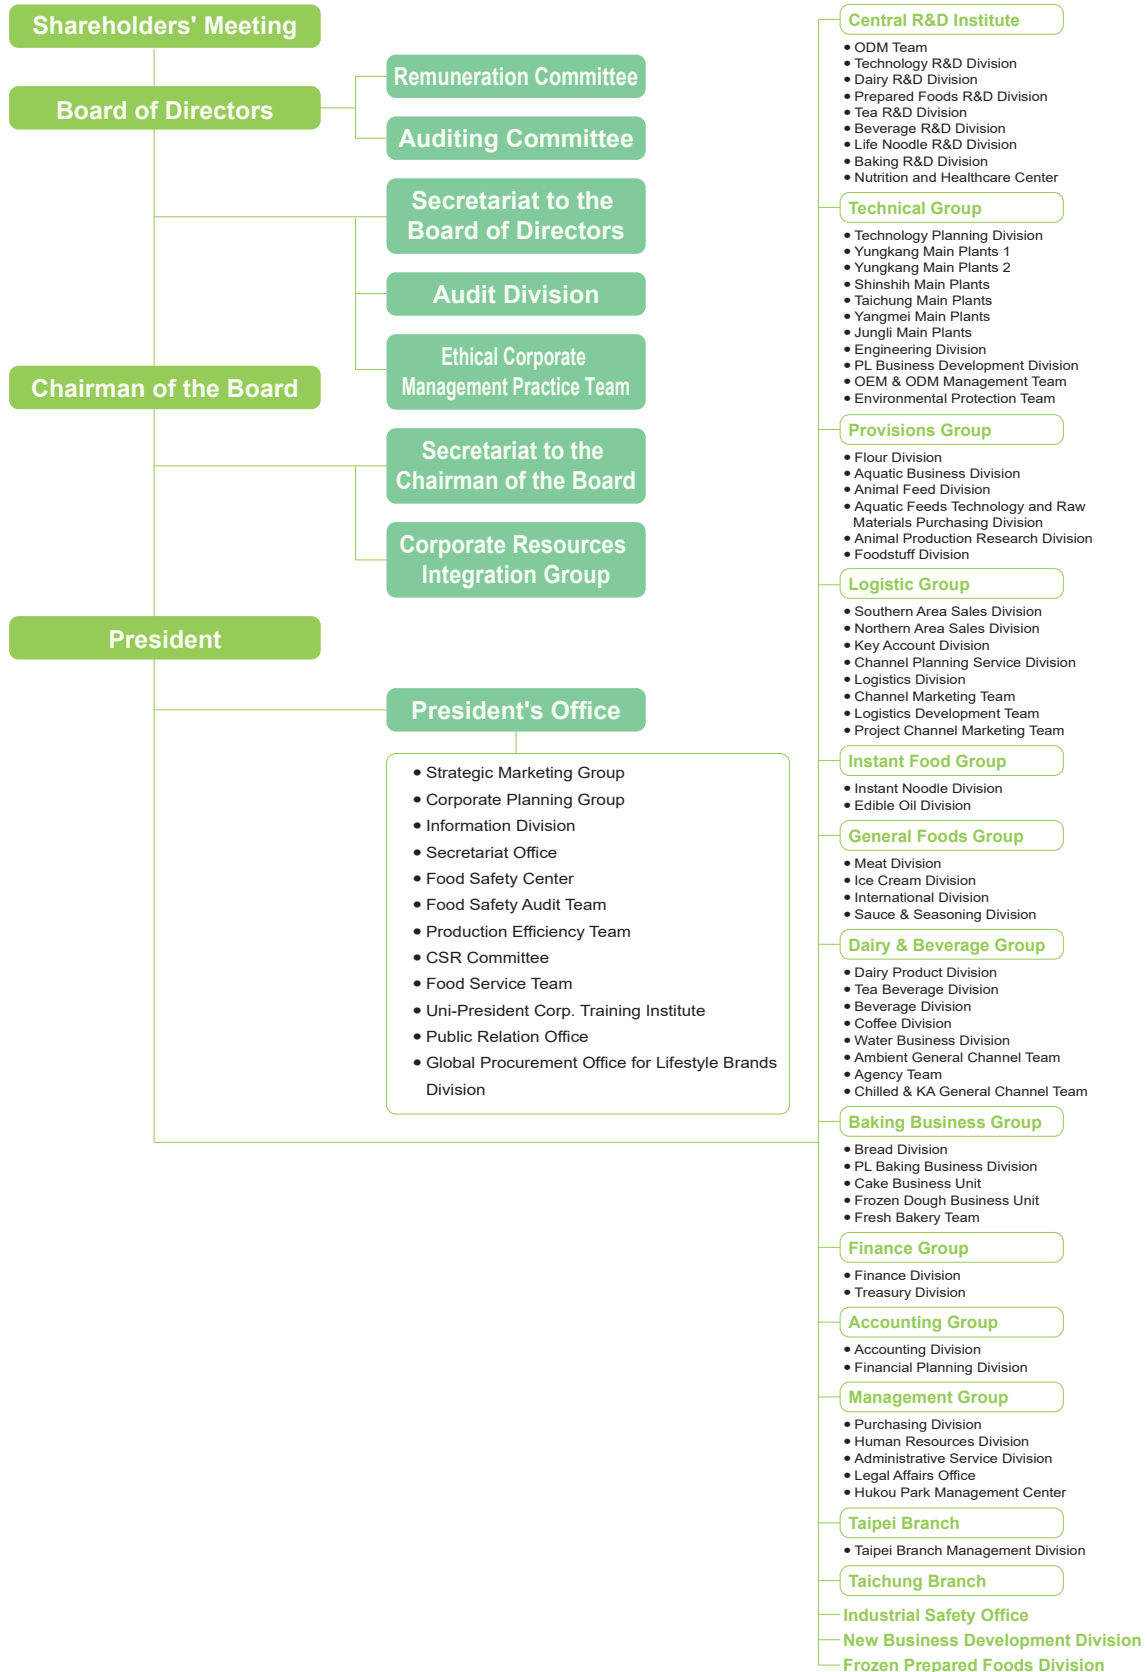 Shareholders' Meeting
Board of Directors
Remuneration Committee
Auditing Committee
Secretariat to the
Board of Directors
Audit Division
Ethical Corporate
Management Practice Team
Chairman of the Board
Secretariat to the
Chairman of the Board
Corporate Resources
Integration Group
President
President's Office
• Strategic Marketing Group
• Corporate Planning Group
• Information Division
• Secretariat Office
• Food Safety Center
• Food Safety Audit Team
• Production Efficiency Team
• CSR Committee
• Food Service Team
• Uni-President Corp. Training Institute
• Public Relation Office
• Global Procurement Office for Lifestyle Brands
Division
Central R&D Institute
• ODM Team
• Technology R&D Division
• Dairy R&D Division
• Prepared Foods R&D Division
• Tea R&D Division
• Beverage R&D Division
• Life Noodle R&D Division
• Baking R&D Division
• Nutrition and Healthcare Center
Technical Group
• Technology Planning Division
• Yungkang Main Plants 1
• Yungkang Main Plants 2
• Shinshih Main Plants
• Taichung Main Plants
• Yangmei Main Plants
• Jungli Main Plants
• Engineering Division
• PL Business Development Division
• OEM & ODM Management Team
• Environmental Protection Team
Provisions Group
• Flour Division
• Aquatic Business Division
• Animal Feed Division
• Aquatic Feeds Technology and Raw
Materials Purchasing Division
• Animal Production Research Division
• Foodstuff Division
Logistic Group
• Southern Area Sales Division
• Northern Area Sales Division
• Key Account Division
• Channel Planning Service Division
• Logistics Division
• Channel Marketing Team
• Logistics Development Team
• Project Channel Marketing Team
Instant Food Group
• Instant Noodle Division
• Edible Oil Division
General Foods Group
• Meat Division
• Ice Cream Division
• International Division
• Sauce & Seasoning Division
Dairy & Beverage Group
• Dairy Product Division
• Tea Beverage Division
• Beverage Division
• Coffee Division
• Water Business Division
• Ambient General Channel Team
• Agency Team
• Chilled & KA General Channel Team
Baking Business Group
• Bread Division
• PL Baking Business Division
• Cake Business Unit
• Frozen Dough Business Unit
• Fresh Bakery Team
Finance Group
• Finance Division
• Treasury Division
Accounting Group
• Accounting Division
• Financial Planning Division
Management Group
• Purchasing Division
• Human Resources Division
• Administrative Service Division
• Legal Affairs Office
• Hukou Park Management Center
Taipei Branch
• Taipei Branch Management Division
Taichung Branch
Industrial Safety Office
New Business Development Division
Frozen Prepared Foods Division